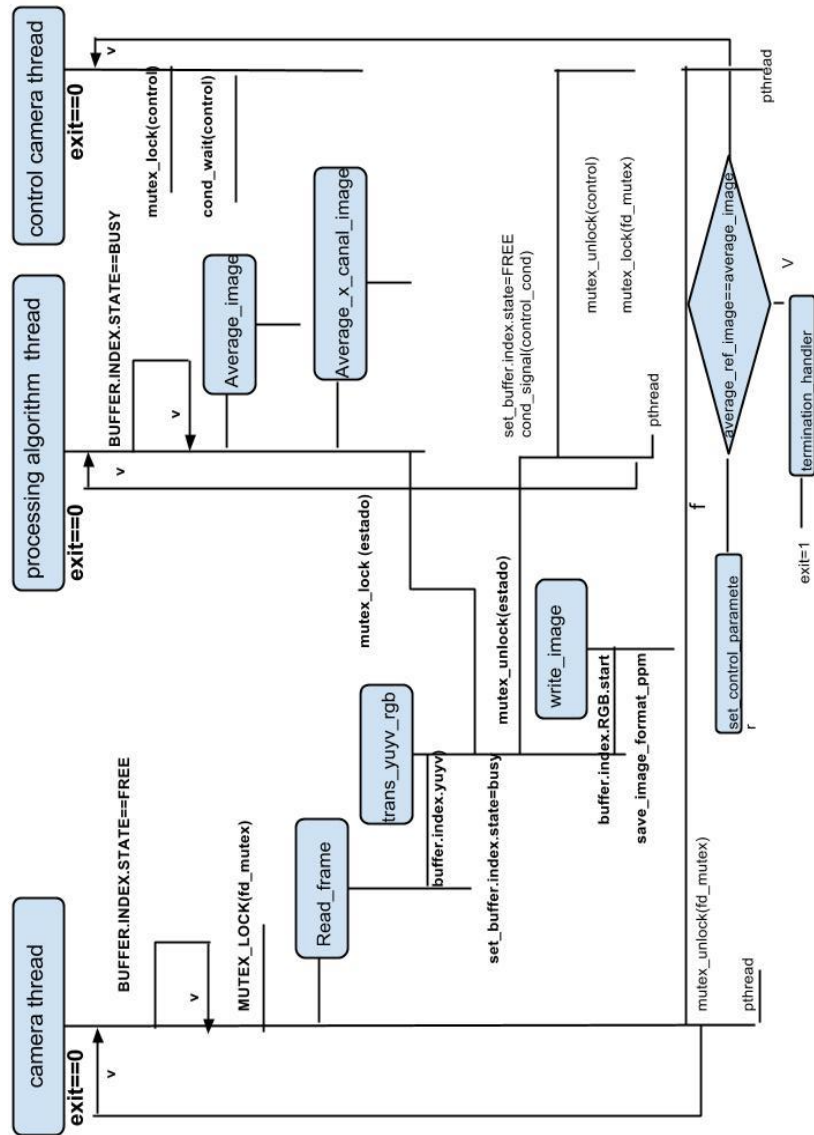 camera thread
processing algorithm thread
control camera thread
exit==0
exit==0
exit==0
v
v
v
BUFFER.INDEX.STATE==FREE
BUFFER.INDEX.STATE==BUSY
mutex_lock(control)
v
v
MUTEX_LOCK(fd_mutex)
Average_image
cond_wait(control)
Read_frame
Average_x_canal_image
trans_yuyv_rgb
mutex_lock (estado)
buffer.index.yuyv)
set_buffer.index.state=busy
mutex_unlock(estado)
set_buffer.index.state=FREE
cond_signal(control_cond)
write_image
mutex_unlock(control)
buffer.index.RGB.start
mutex_lock(fd_mutex)
save_image_format_ppm
pthread
mutex_unlock(fd_mutex)
f
average_ref_image==average_image
set_control_paramete
r
pthread
pthread
V
termination_handler
exit=1